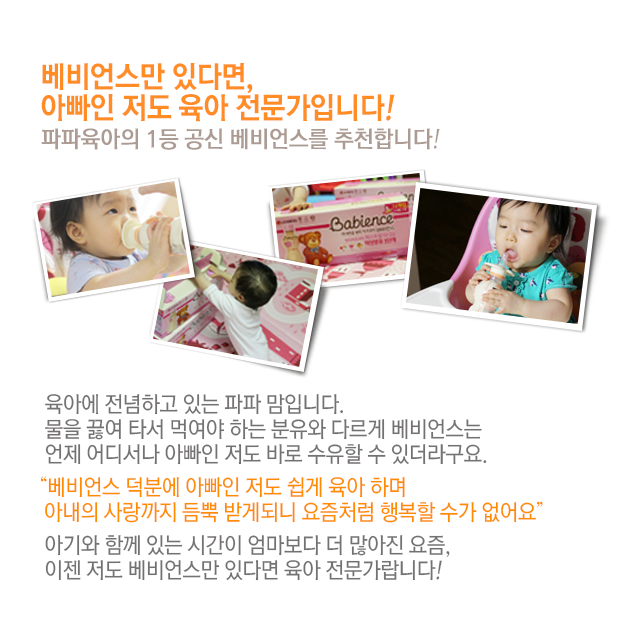 베비언스만 있다면,
아빠인 저도 육아 전문가입니다!
파파육아의 1등 공신 베비언스를 추천합니다!
Babience
육아에 전념하고 있는 파파 맘입니다.
물을 끓여 타서 먹여야 하는 분유와 다르게 베비언스는
언제 어디서나 아빠인 저도 바로 수유할 수 있더라구요.
“베비언스 덕분에 아빠인 저도 쉽게 육아 하며
아내의 사랑까지 듬뿍 받게되니 요즘처럼 행복할 수가 없어요”
아기와 함께 있는 시간이 엄마보다 더 많아진 요즘,
이젠 저도 베비언스만 있다면 육아 전문가랍니다!